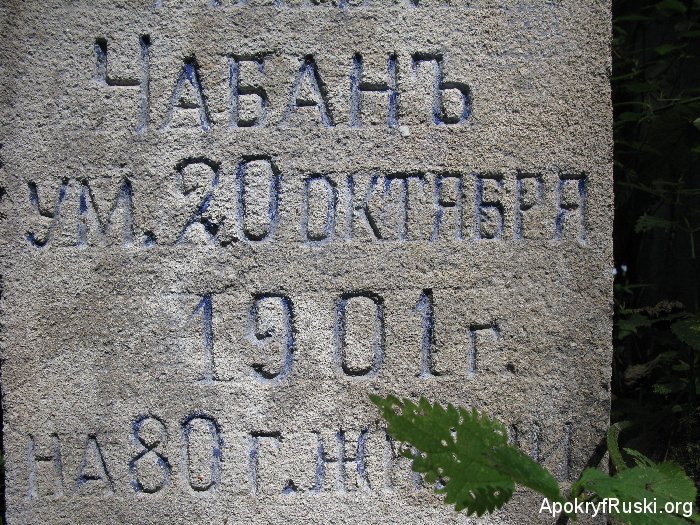 Чабанъ
ум. 20 октября
1901 г.
на 80 г.
ApokryfRuski.org